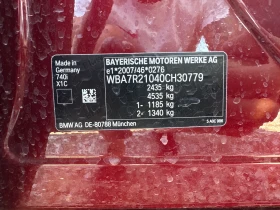 Made in
Germany
740i
X1C
BAYERISCHE MOTOREN WERKE AG
e1*2007/46*0276
WBA7R21040CH30779
2435 kg
4535 kg
1- 1185 kg
2- 1340 kg
BMW AG DE-80788 München